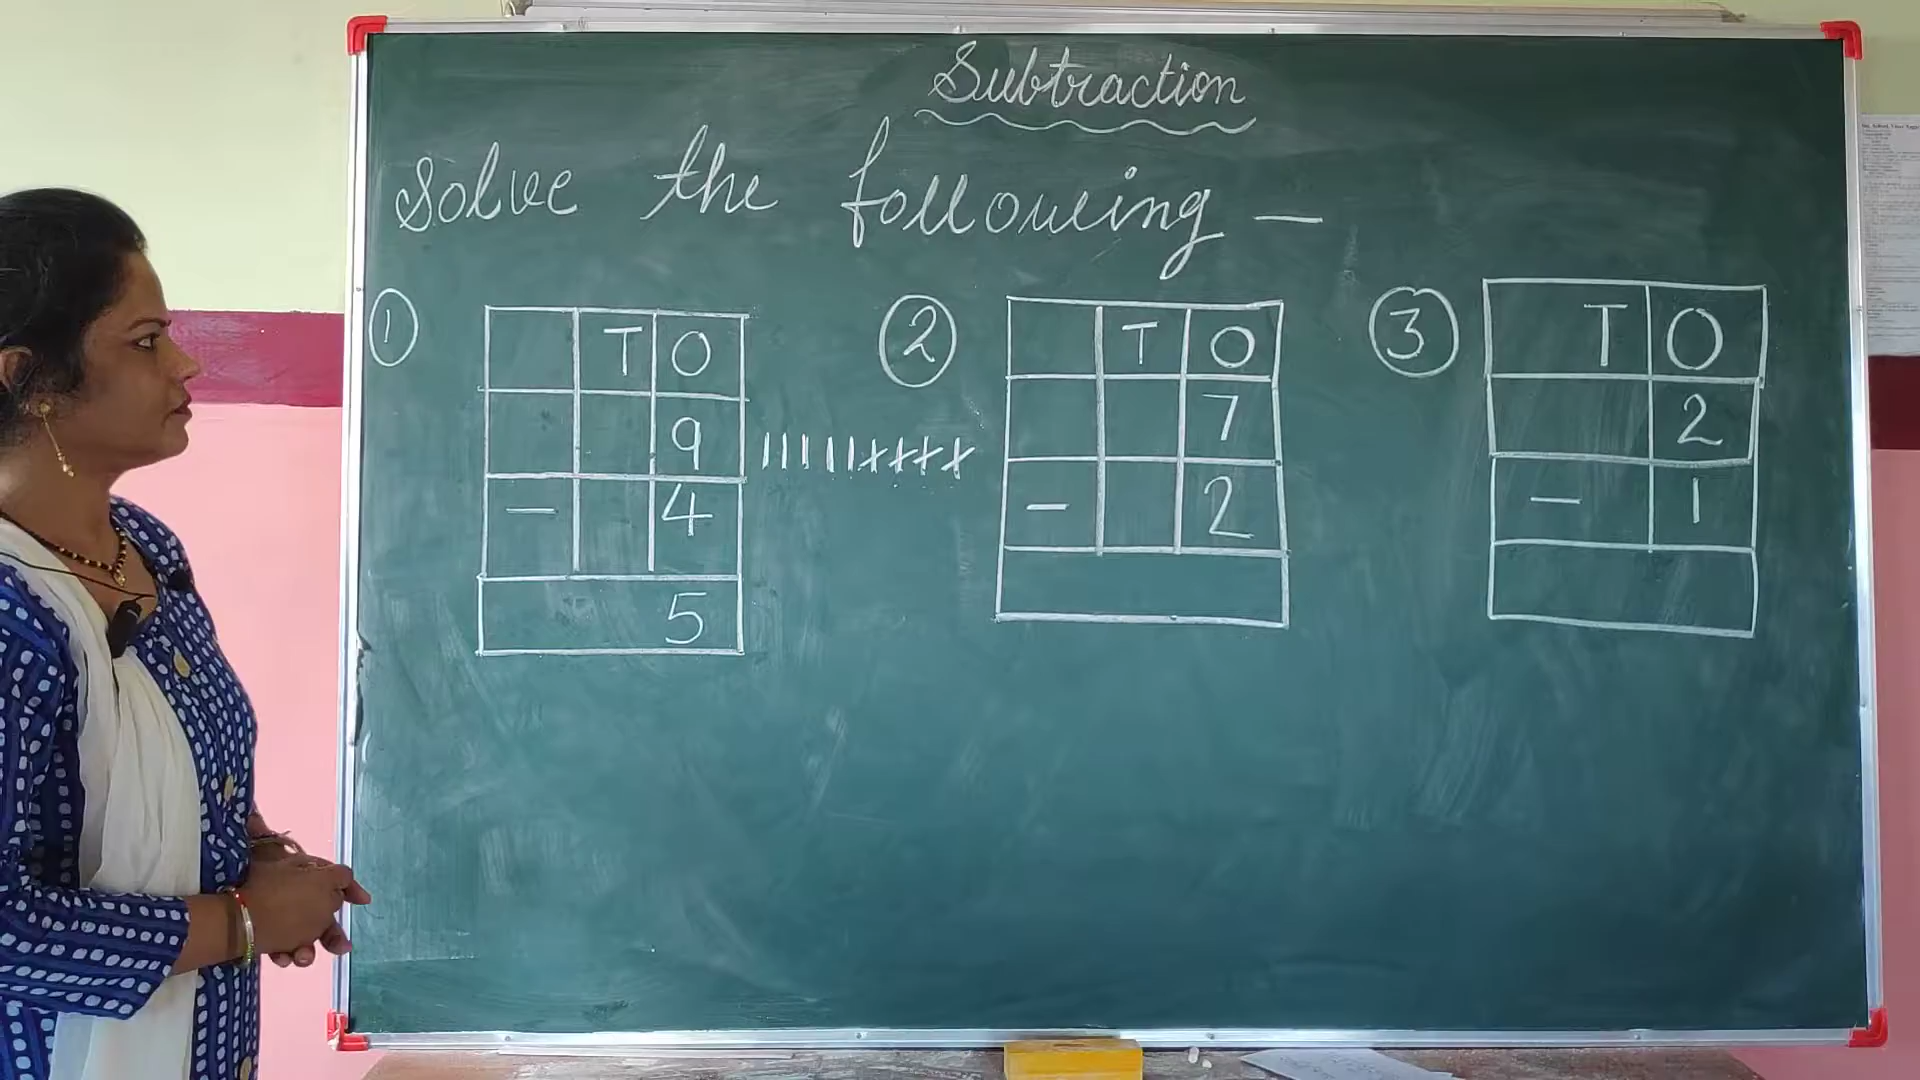 Subtraction
Solve the following –
1
T O
9
– 4
5
2
T O
7
– 2
3
T O
2
– 1